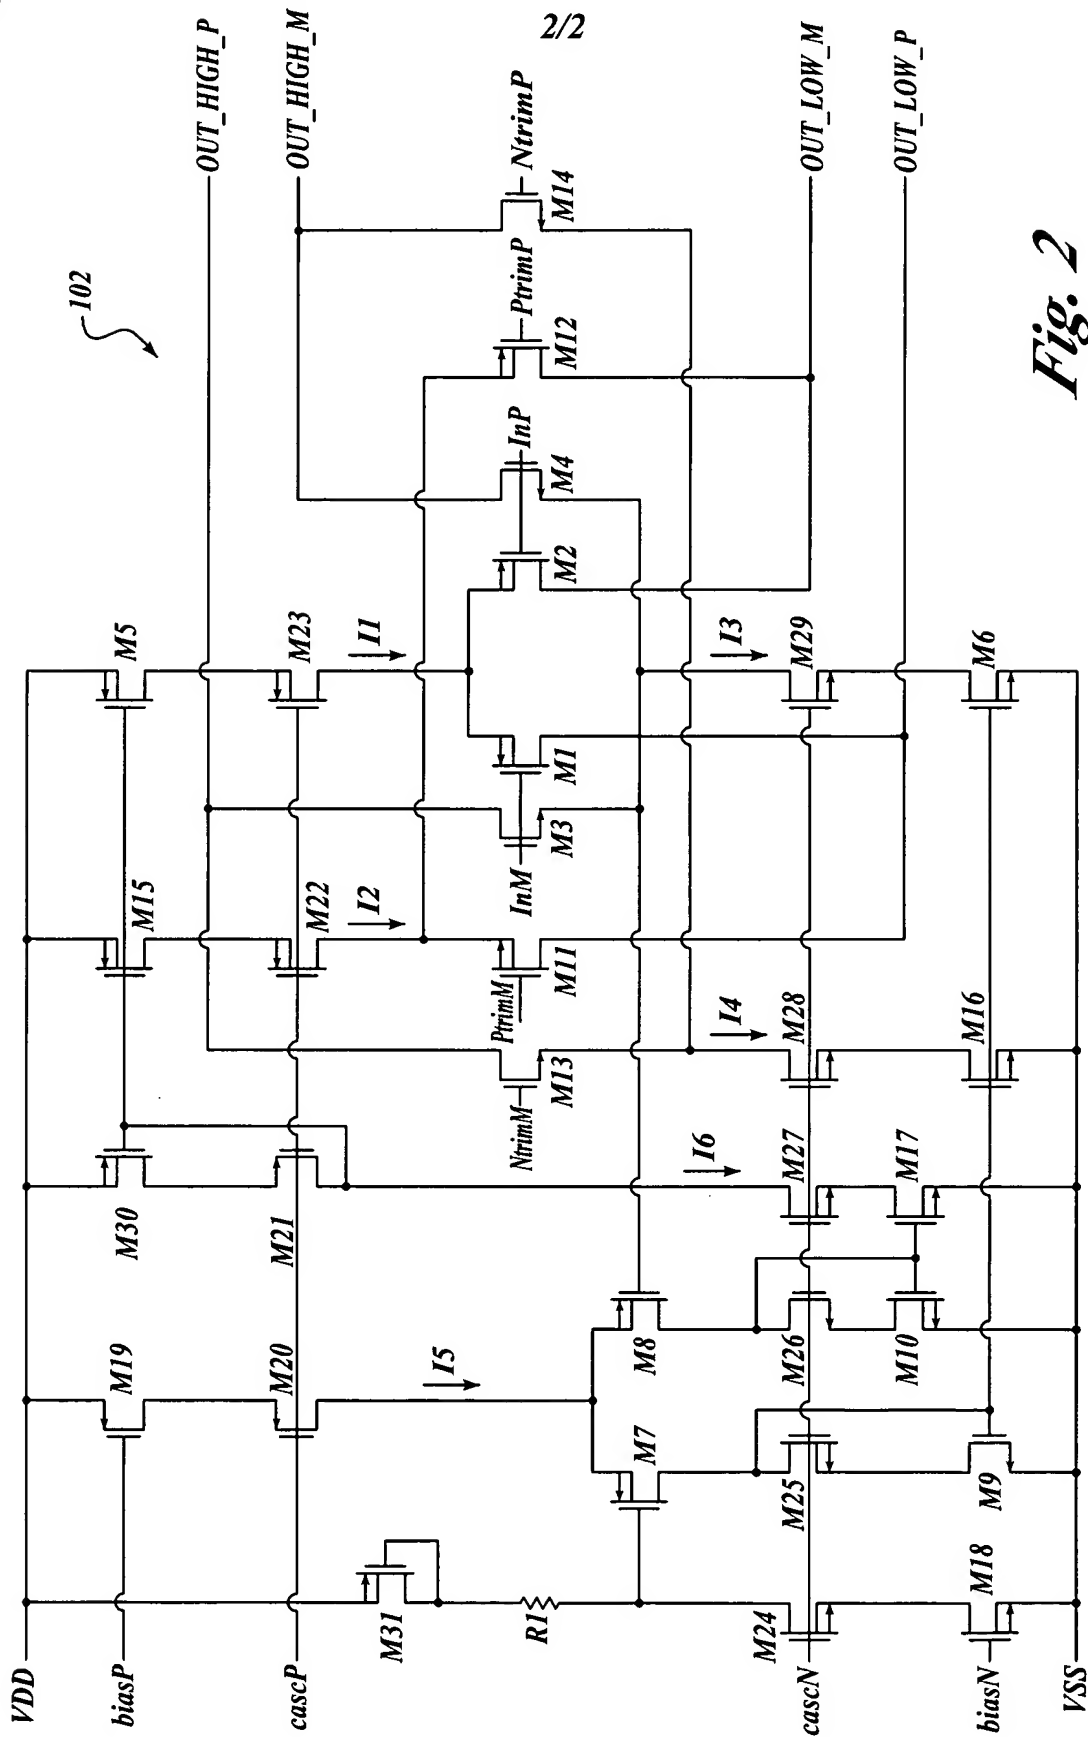 2/2
102
OUT_HIGH_P
OUT_HIGH_M
OUT_LOW_M
OUT_LOW_P
VDD
biasP
cascP
cascN
biasN
VSS
M19
M30
M15
M5
M20
M21
M22
M23
M31
R1
I5
I2
I1
NtrimM
M13
PtrimM
M11
InM
M3
M1
M2
M4
InP
M12
PtrimP
M14
NtrimP
M7
M8
I6
I4
I3
M24
M25
M26
M27
M28
M29
M18
M9
M10
M17
M16
M6
Fig. 2